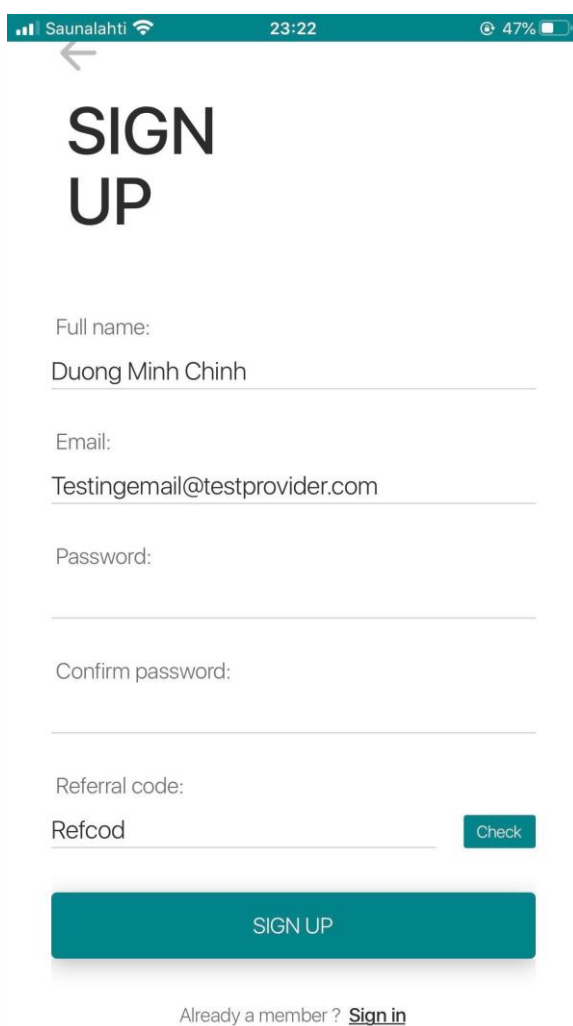 Saunalahti 23:22 47%
SIGN
UP
Full name:
Duong Minh Chinh
Email:
Testingemail@testprovider.com
Password:
Confirm password:
Referral code:
Refcod Check
SIGN UP
Already a member ? Sign in